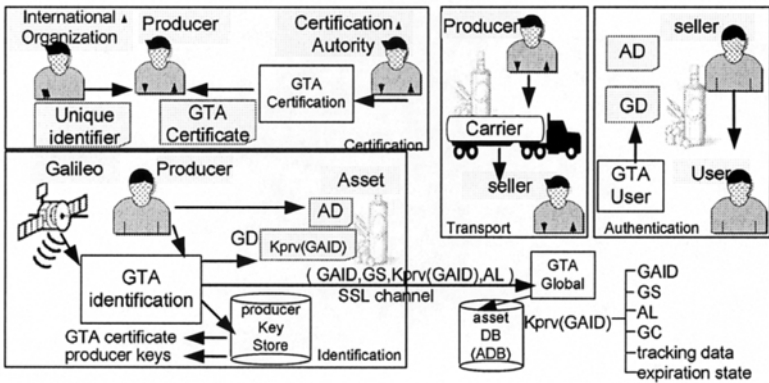 International
Organization
Producer
Certification
Autority
GTA
Certification
Unique
identifier
GTA
Certificate
Certification
Producer
Carrier
seller
Transport
seller
AD
GD
GTA
User
User
Authentication
Galileo
Producer
Asset
AD
GD
Kprv(GAID)
GTA
identification
( GAID,GS,Kprv(GAID),AL )
SSL channel
producer
Key
Store
GTA certificate
producer keys
Identification
GTA
Global
asset
DB
(ADB)
Kprv(GAID)
GAID
GS
AL
GC
tracking data
expiration state